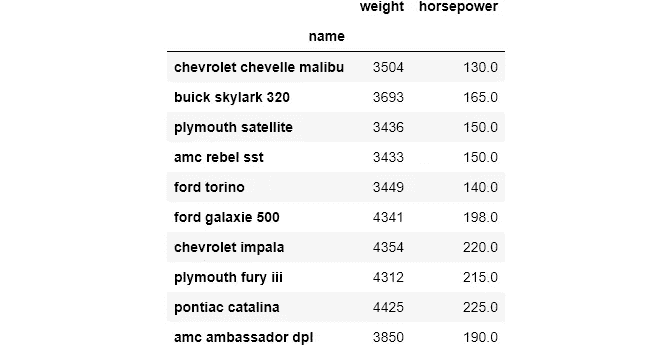 weight horsepower
name
chevrolet chevelle malibu 3504 130.0
buick skylark 320 3693 165.0
plymouth satellite 3436 150.0
amc rebel sst 3433 150.0
ford torino 3449 140.0
ford galaxie 500 4341 198.0
chevrolet impala 4354 220.0
plymouth fury iii 4312 215.0
pontiac catalina 4425 225.0
amc ambassador dpl 3850 190.0